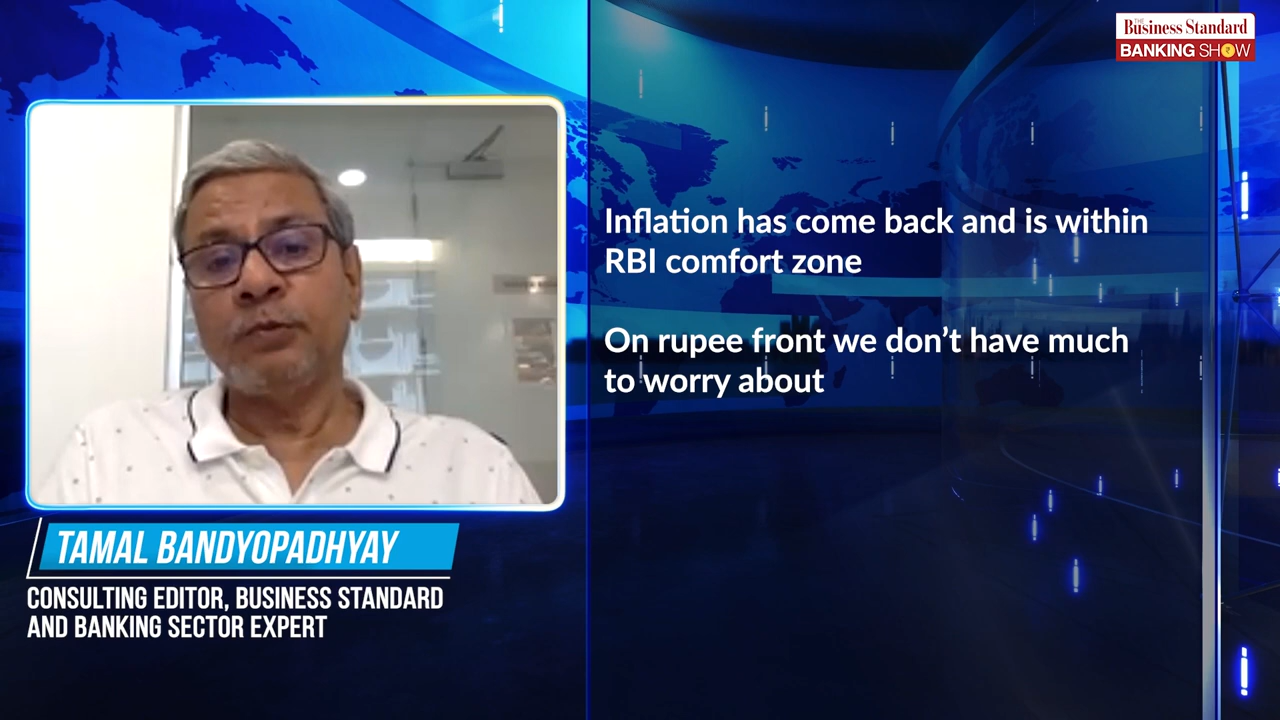 THE
Business Standard
BANKING SHOW
Inflation has come back and is within
RBI comfort zone
On rupee front we don’t have much
to worry about
TAMAL BANDYOPADHYAY
CONSULTING EDITOR, BUSINESS STANDARD
AND BANKING SECTOR EXPERT